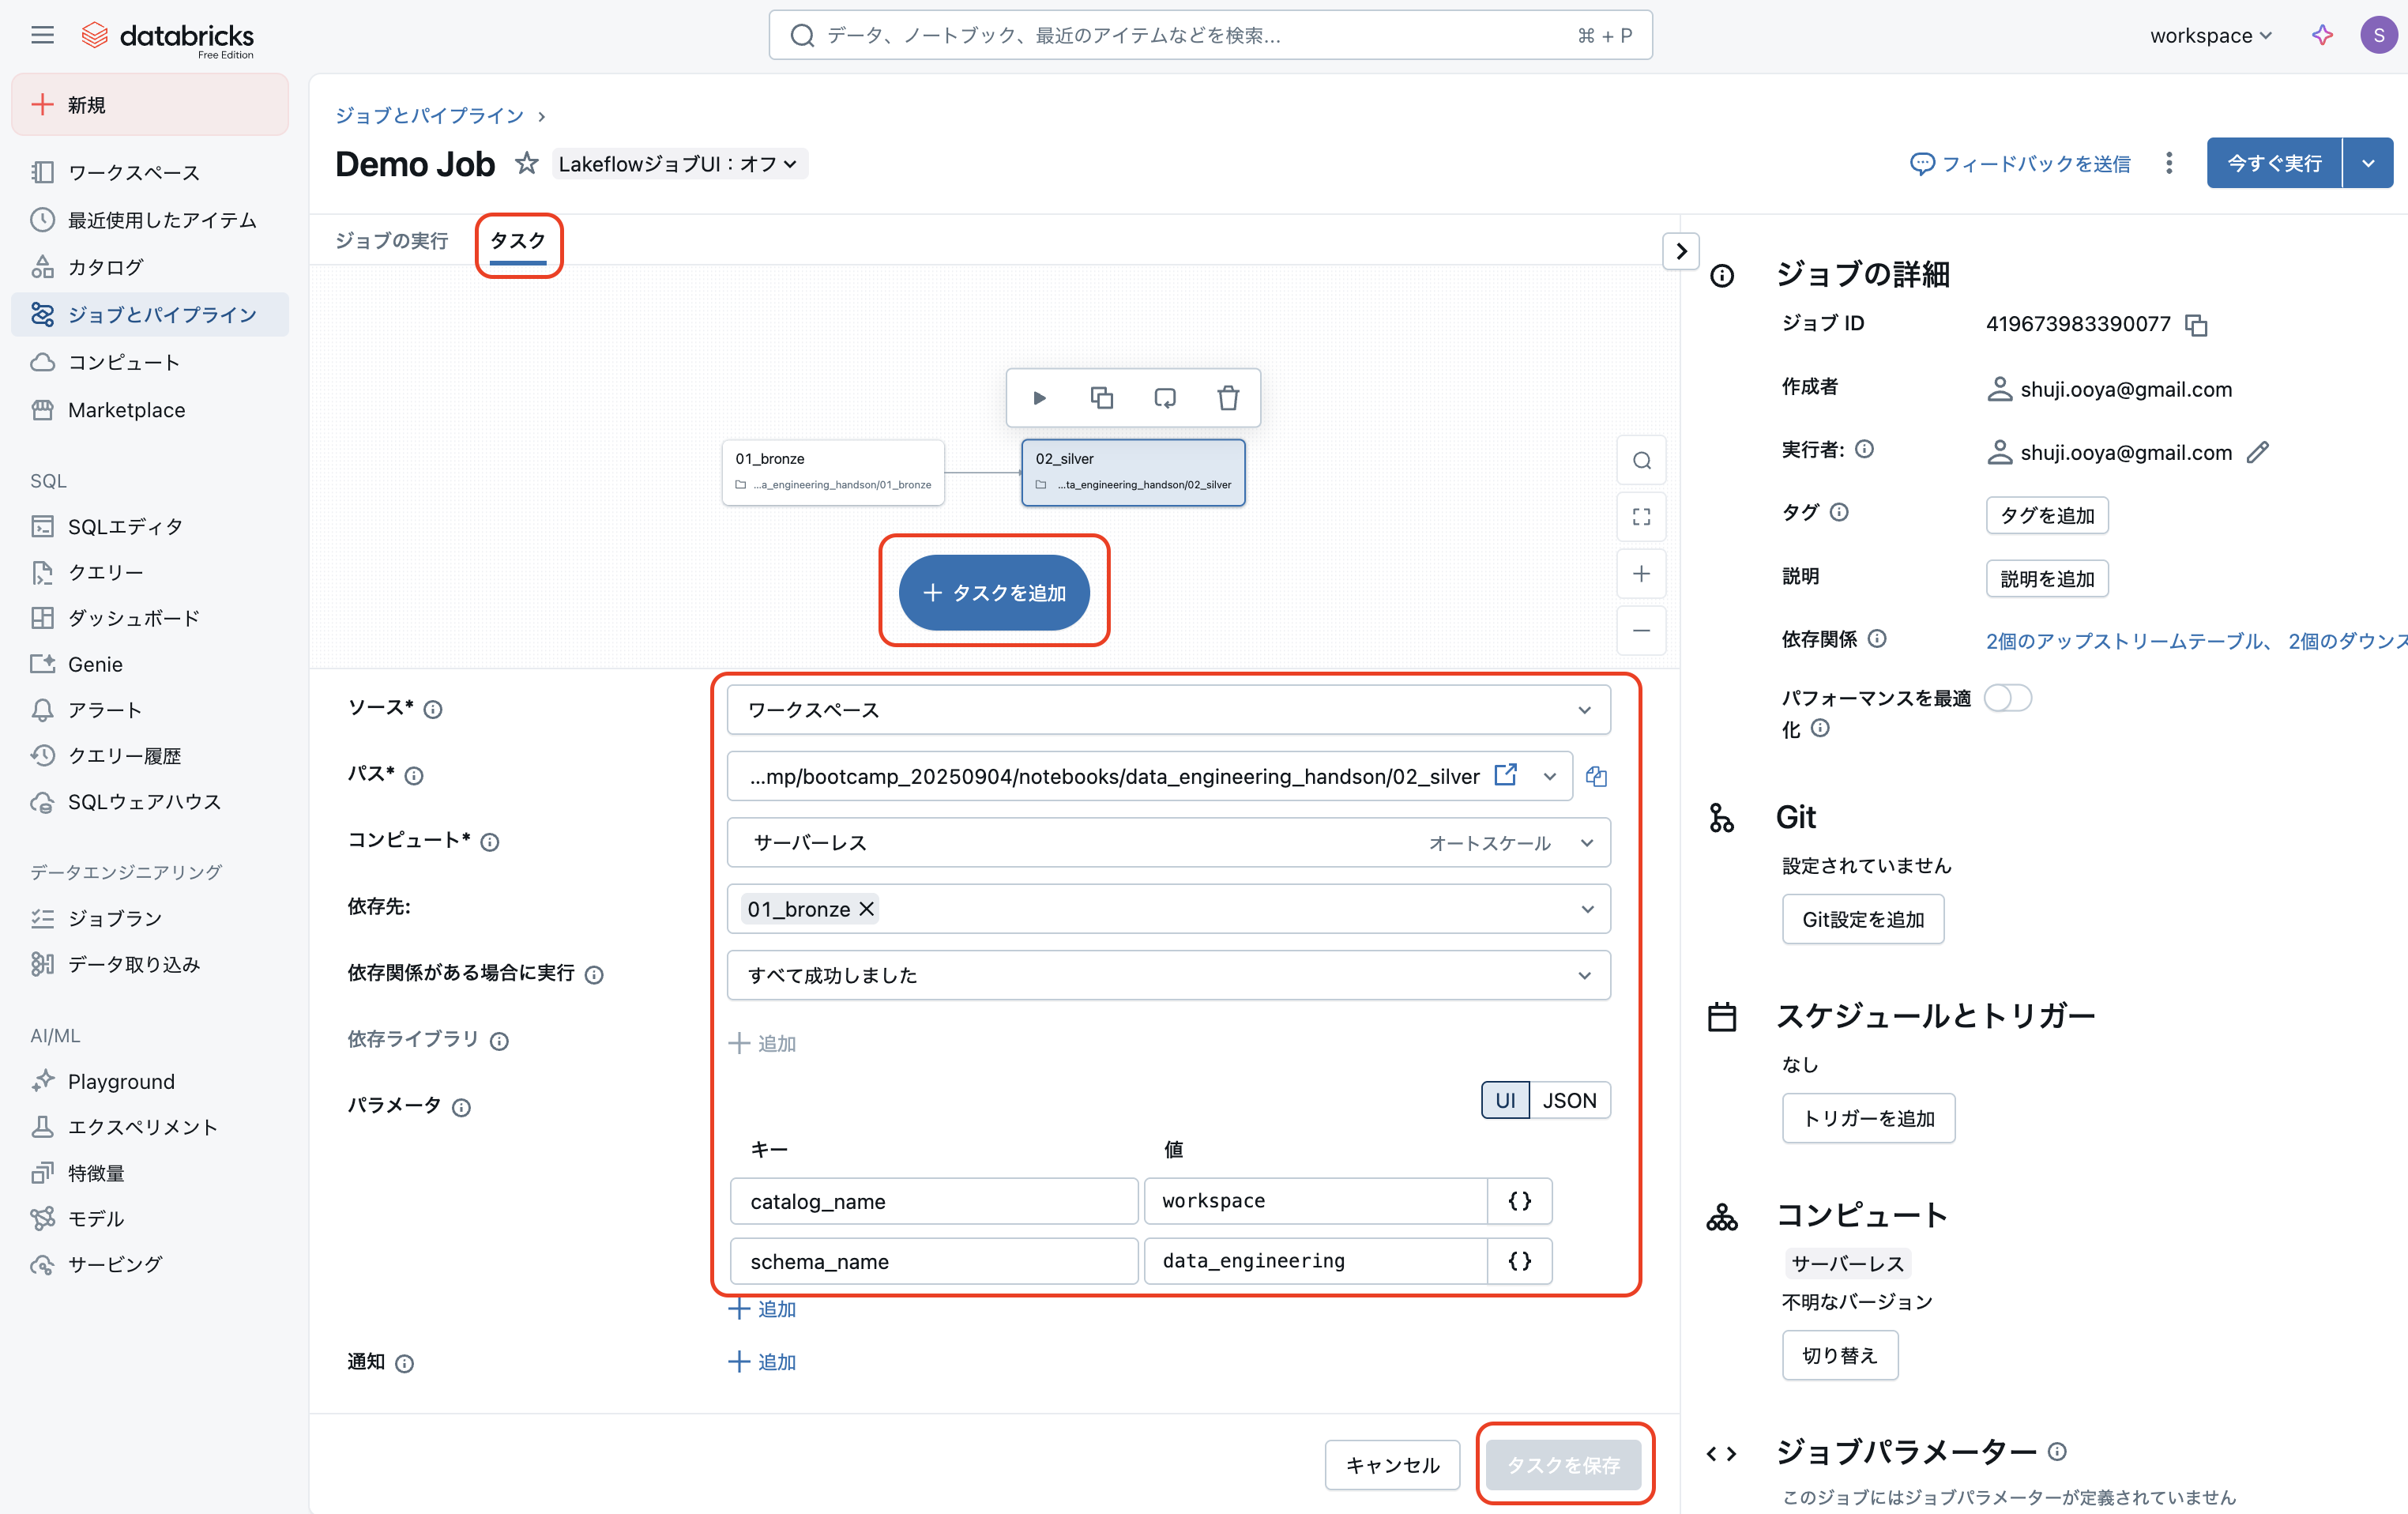 databricks
Free Edition
データ、ノートブック、最近のアイテムなどを検索...
⌘ + P
workspace
S
新規
ワークスペース
最近使用したアイテム
カタログ
ジョブとパイプライン
コンピュート
Marketplace
SQL
SQLエディタ
クエリー
ダッシュボード
Genie
アラート
クエリー履歴
SQLウェアハウス
データエンジニアリング
ジョブラン
データ取り込み
AI/ML
Playground
エクスペリメント
特徴量
モデル
サービング
ジョブとパイプライン
Demo Job
LakeflowジョブUI：オフ
フィードバックを送信
今すぐ実行
ジョブの実行
タスク
01_bronze
...a_engineering_handson/01_bronze
02_silver
...ta_engineering_handson/02_silver
タスクを追加
ソース*
ワークスペース
パス*
...mp/bootcamp_20250904/notebooks/data_engineering_handson/02_silver
コンピュート*
サーバーレス
オートスケール
依存先:
01_bronze
依存関係がある場合に実行
すべて成功しました
依存ライブラリ
追加
パラメータ
UI
JSON
キー
値
catalog_name
workspace
{}
schema_name
data_engineering
{}
追加
通知
追加
キャンセル
タスクを保存
ジョブの詳細
ジョブ ID
419673983390077
作成者
shuji.ooya@gmail.com
実行者:
shuji.ooya@gmail.com
タグ
タグを追加
説明
説明を追加
依存関係
2個のアップストリームテーブル、 2個のダウンス
パフォーマンスを最適
化
Git
設定されていません
Git設定を追加
スケジュールとトリガー
なし
トリガーを追加
コンピュート
サーバーレス
不明なバージョン
切り替え
ジョブパラメーター
このジョブにはジョブパラメーターが定義されていません